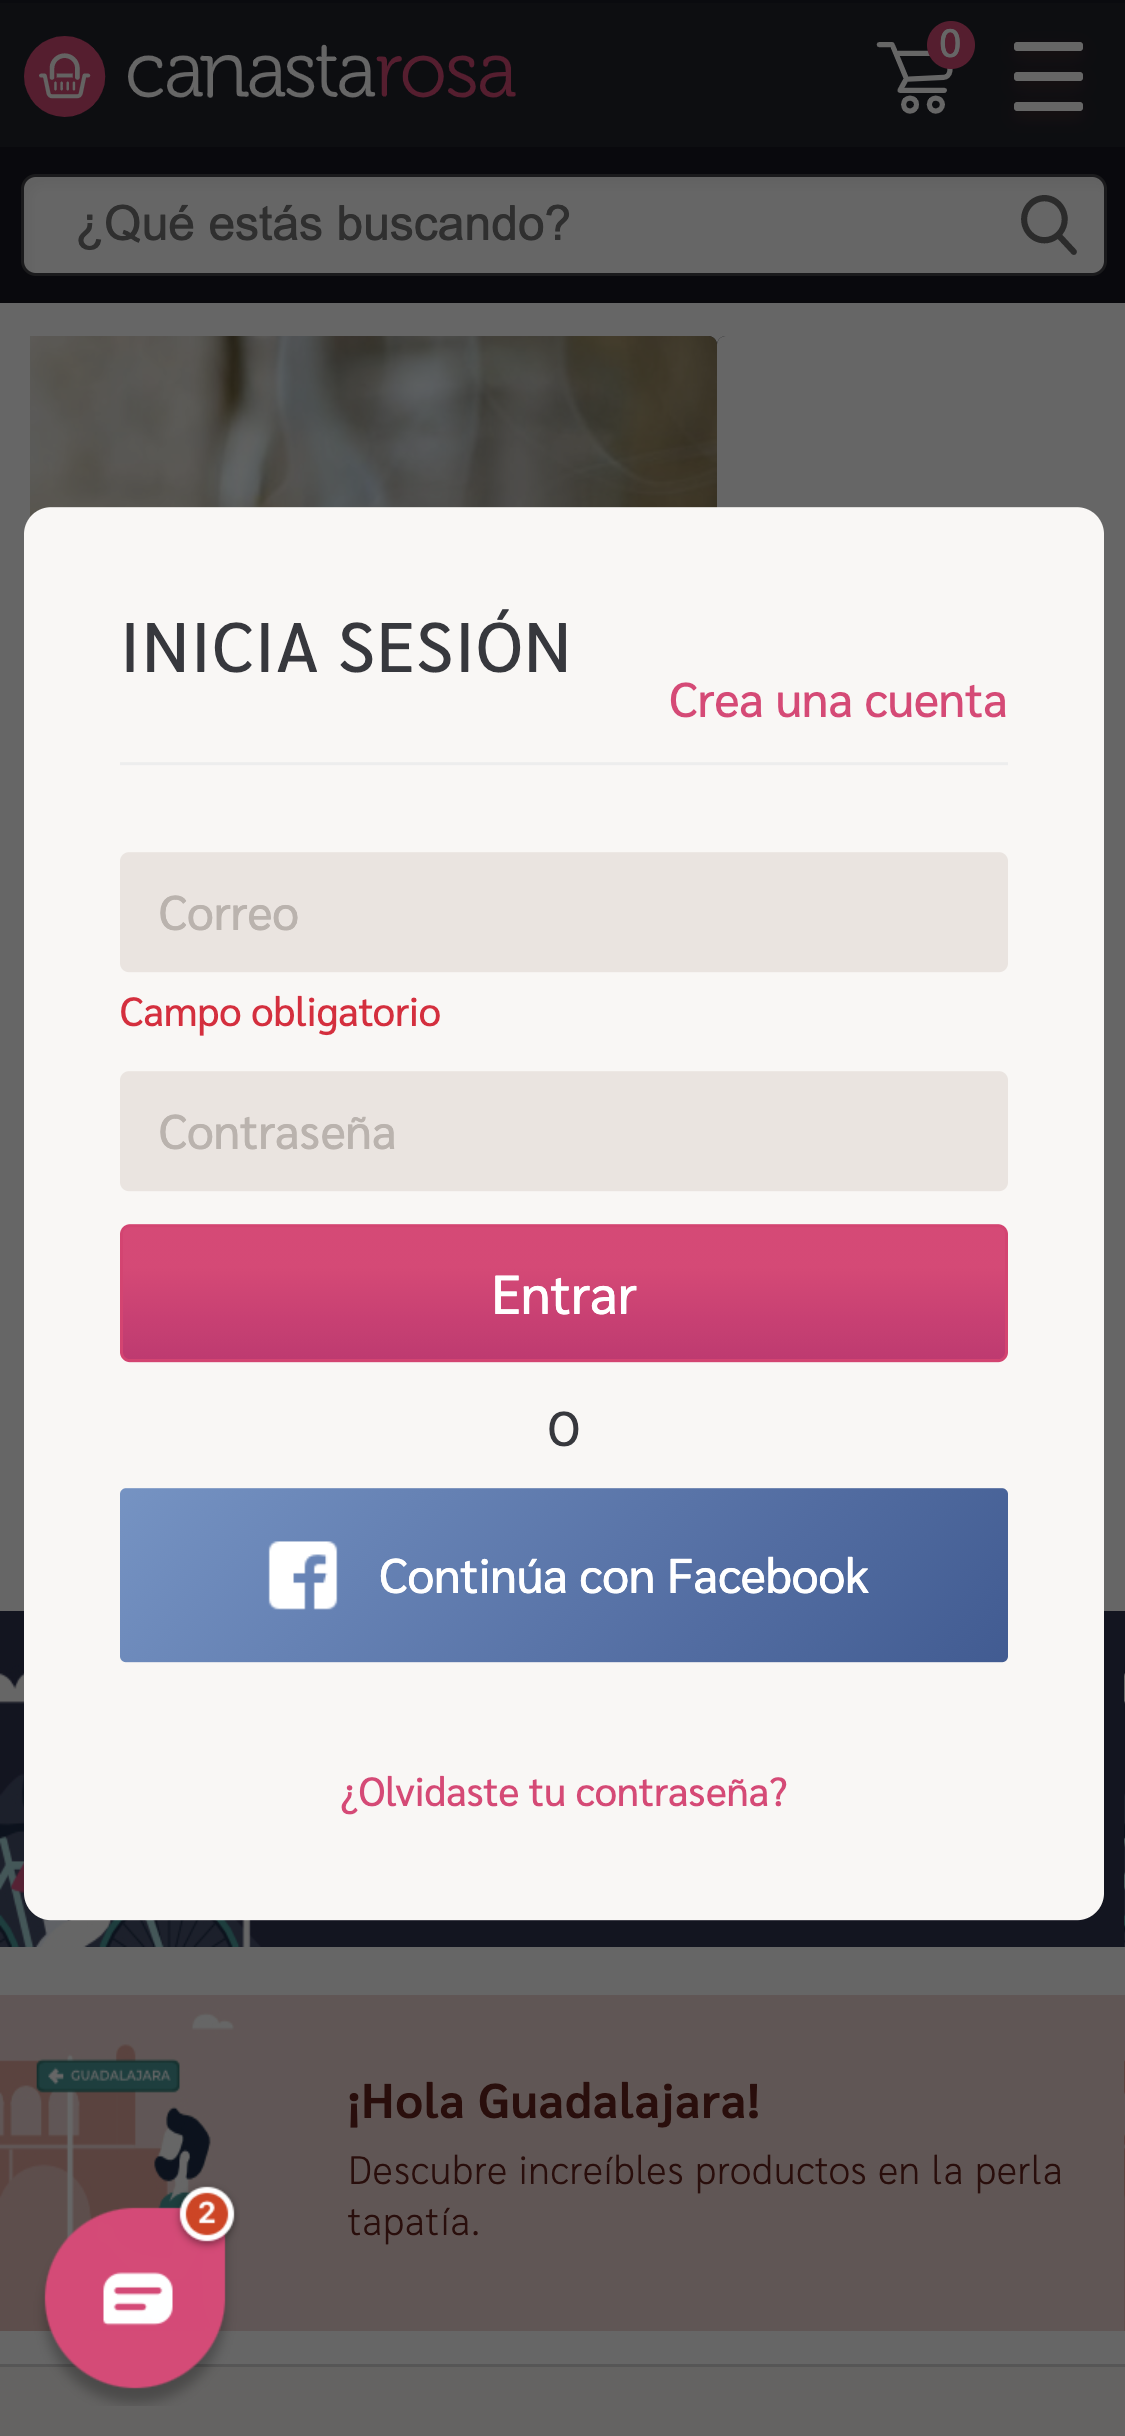 canastarosa
0
¿Qué estás buscando?
INICIA SESIÓN
Crea una cuenta
Correo
Campo obligatorio
Contraseña
Entrar
O
Continúa con Facebook
¿Olvidaste tu contraseña?
GUADALAJARA
¡Hola Guadalajara!
Descubre increíbles productos en la perla
tapatía.
2